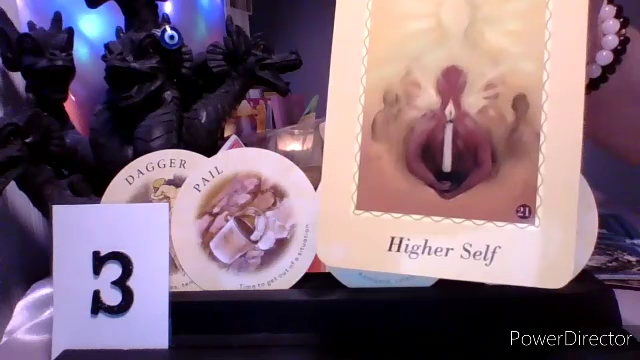 DAGGER
PAIL
Time to get out of a situation
3
21
Higher Self
PowerDirector